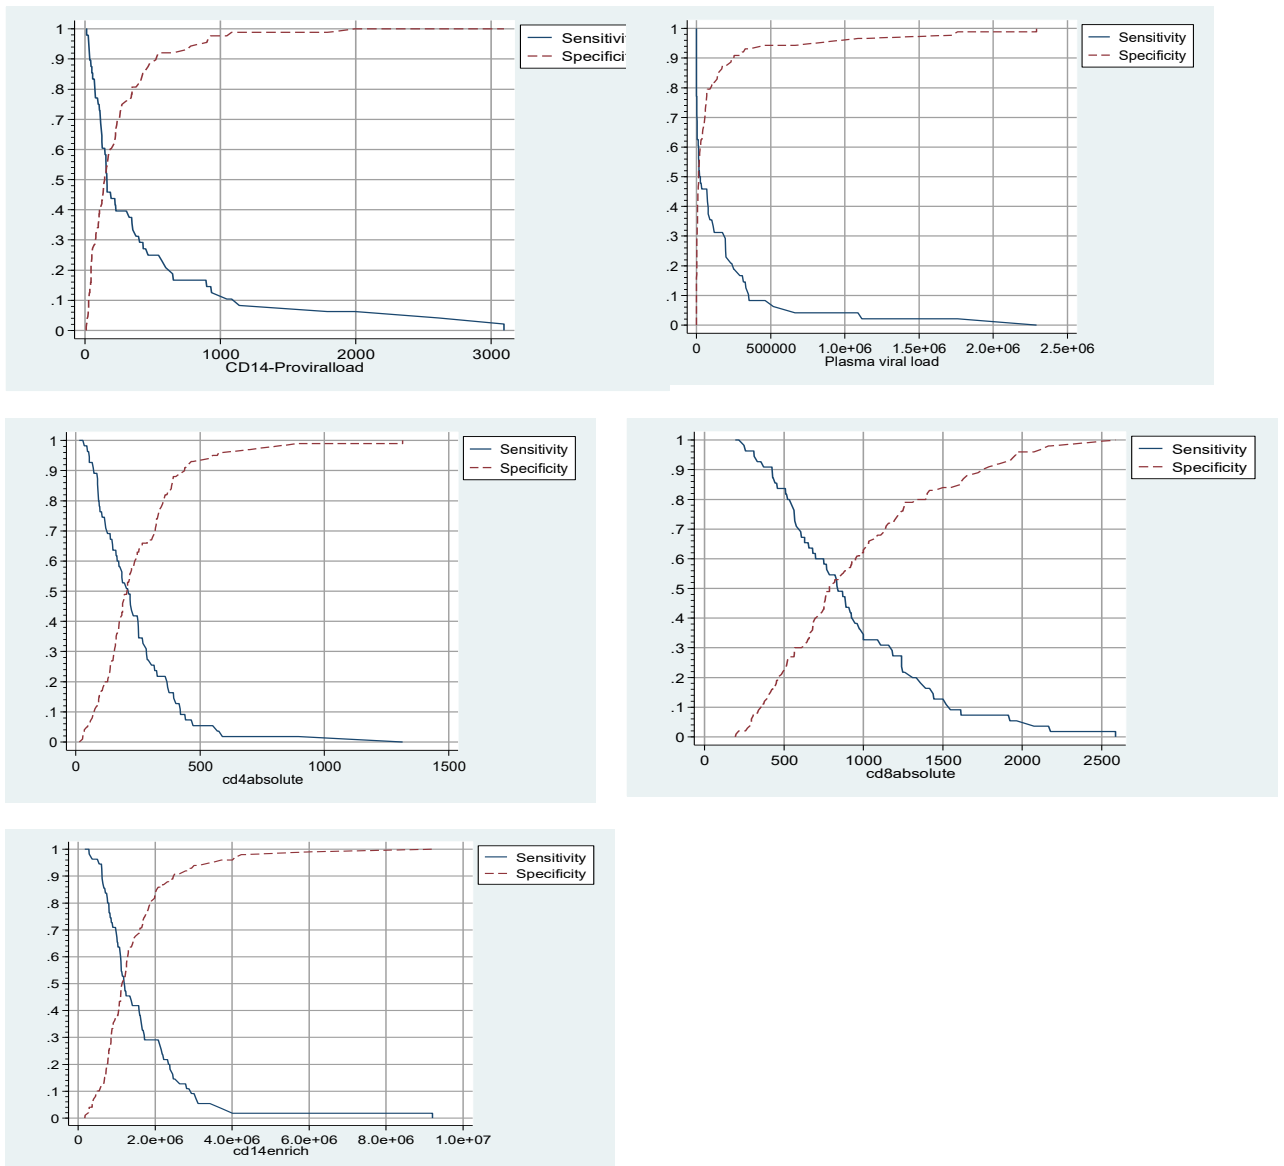 1
.9
.8
.7
.6
.5
.4
.3
.2
.1
0
0 1000 2000 3000
CD14-Proviralload
Sensitivi
Specifici
1
.9
.8
.7
.6
.5
.4
.3
.2
.1
0
0 500000 1.0e+06 1.5e+06 2.0e+06 2.5e+06
Plasma viral load
Sensitivity
Specificity
1
.9
.8
.7
.6
.5
.4
.3
.2
.1
0
0 500 1000 1500
cd4absolute
Sensitivity
Specificity
1
.9
.8
.7
.6
.5
.4
.3
.2
.1
0
0 500 1000 1500 2000 2500
cd8absolute
Sensitivity
Specificity
1
.9
.8
.7
.6
.5
.4
.3
.2
.1
0
0 2.0e+06 4.0e+06 6.0e+06 8.0e+06 1.0e+07
cd14enrich
Sensitivity
Specificity